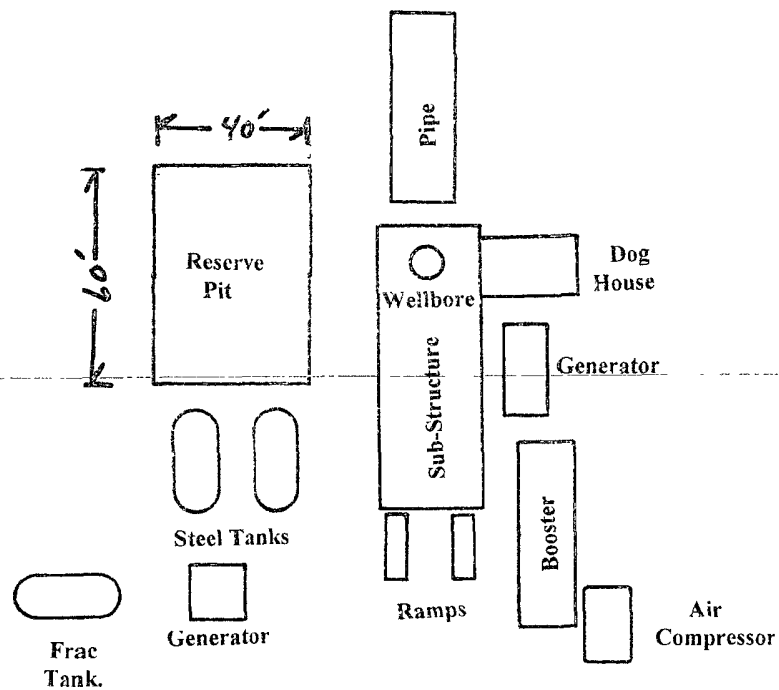 Pipe
40'
60'
Reserve
Pit
Wellbore
Dog
House
Sub-Structure
Generator
Steel Tanks
Booster
Ramps
Generator
Frac
Tank.
Air
Compressor